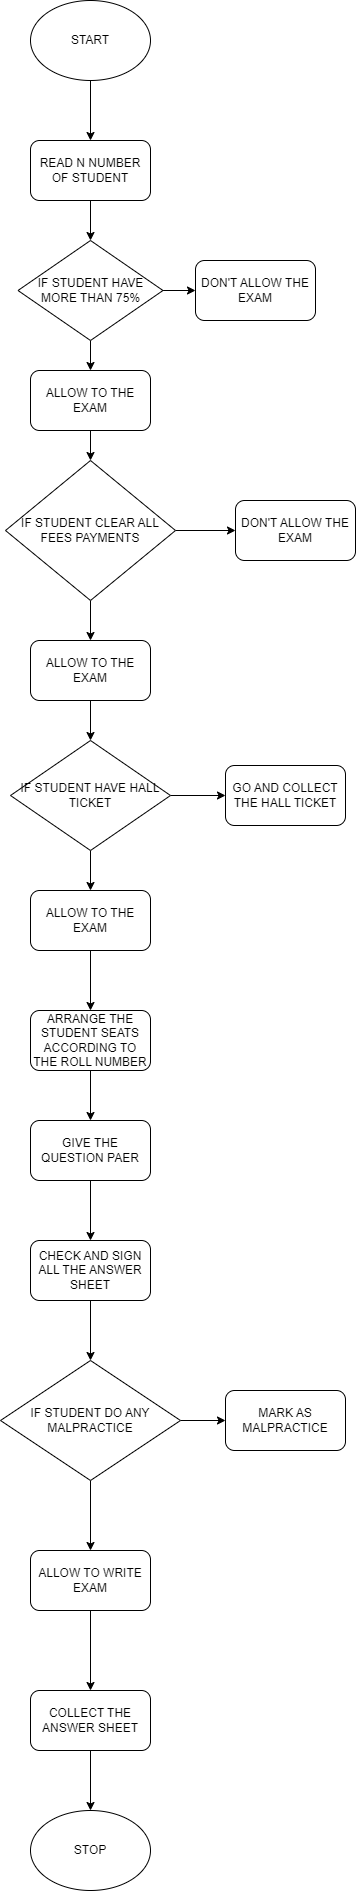 START
READ N NUMBER
OF STUDENT
IF STUDENT HAVE
MORE THAN 75%
DON'T ALLOW THE
EXAM
ALLOW TO THE
EXAM
IF STUDENT CLEAR ALL
FEES PAYMENTS
DON'T ALLOW THE
EXAM
ALLOW TO THE
EXAM
IF STUDENT HAVE HALL
TICKET
GO AND COLLECT
THE HALL TICKET
ALLOW TO THE
EXAM
ARRANGE THE
STUDENT SEATS
ACCORDING TO
THE ROLL NUMBER
GIVE THE
QUESTION PAER
CHECK AND SIGN
ALL THE ANSWER
SHEET
IF STUDENT DO ANY
MALPRACTICE
MARK AS
MALPRACTICE
ALLOW TO WRITE
EXAM
COLLECT THE
ANSWER SHEET
STOP